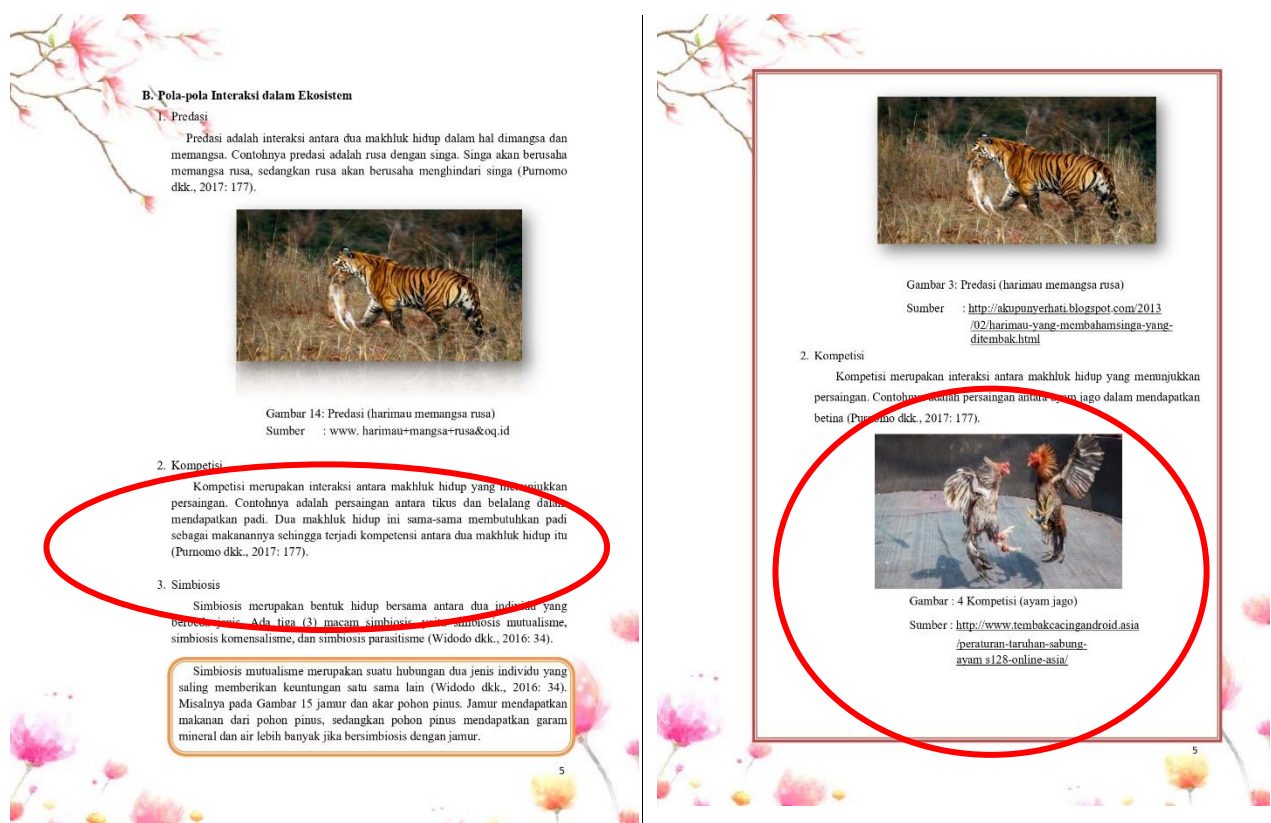 B. Pola-pola Interaksi dalam Ekosistem
1. Predasi
Predasi adalah interaksi antara dua makhluk hidup dalam hal dimangsa dan
memangsa. Contohnya predasi adalah rusa dengan singa. Singa akan berusaha
memangsa rusa, sedangkan rusa akan berusaha menghindari singa (Purnomo
dkk., 2017: 177).
Gambar 14: Predasi (harimau memangsa rusa)
Sumber : www. harimau+mangsa+rusa&oq.id
2. Kompetisi
Kompetisi merupakan interaksi antara makhluk hidup yang menunjukkan
persaingan. Contohnya adalah persaingan antara tikus dan belalang dalam
mendapatkan padi. Dua makhluk hidup ini sama-sama membutuhkan padi
sebagai makanannya sehingga terjadi kompetensi antara dua makhluk hidup itu
(Purnomo dkk., 2017: 177).
3. Simbiosis
Simbiosis merupakan bentuk hidup bersama antara dua individu yang
berbeda jenis. Ada tiga (3) macam simbiosis, yaitu simbiosis mutualisme,
simbiosis komensalisme, dan simbiosis parasitisme (Widodo dkk., 2016: 34).
Simbiosis mutualisme merupakan suatu hubungan dua jenis individu yang
saling memberikan keuntungan satu sama lain (Widodo dkk., 2016: 34).
Misalnya pada Gambar 15 jamur dan akar pohon pinus. Jamur mendapatkan
makanan dari pohon pinus, sedangkan pohon pinus mendapatkan garam
mineral dan air lebih banyak jika bersimbiosis dengan jamur.
5
Gambar 3: Predasi (harimau memangsa rusa)
Sumber : http://akupunyerhati.blogspot.com/2013
/02/harimau-yang-membahamsinga-yang-
ditembak.html
2. Kompetisi
Kompetisi merupakan interaksi antara makhluk hidup yang menunjukkan
persaingan. Contohnya adalah persaingan antara ayam jago dalam mendapatkan
betina (Purnomo dkk., 2017: 177).
Gambar : 4 Kompetisi (ayam jago)
Sumber : http://www.tembakcacingandroid.asia
/peraturan-taruhan-sabung-
ayam s128-online-asia/
5